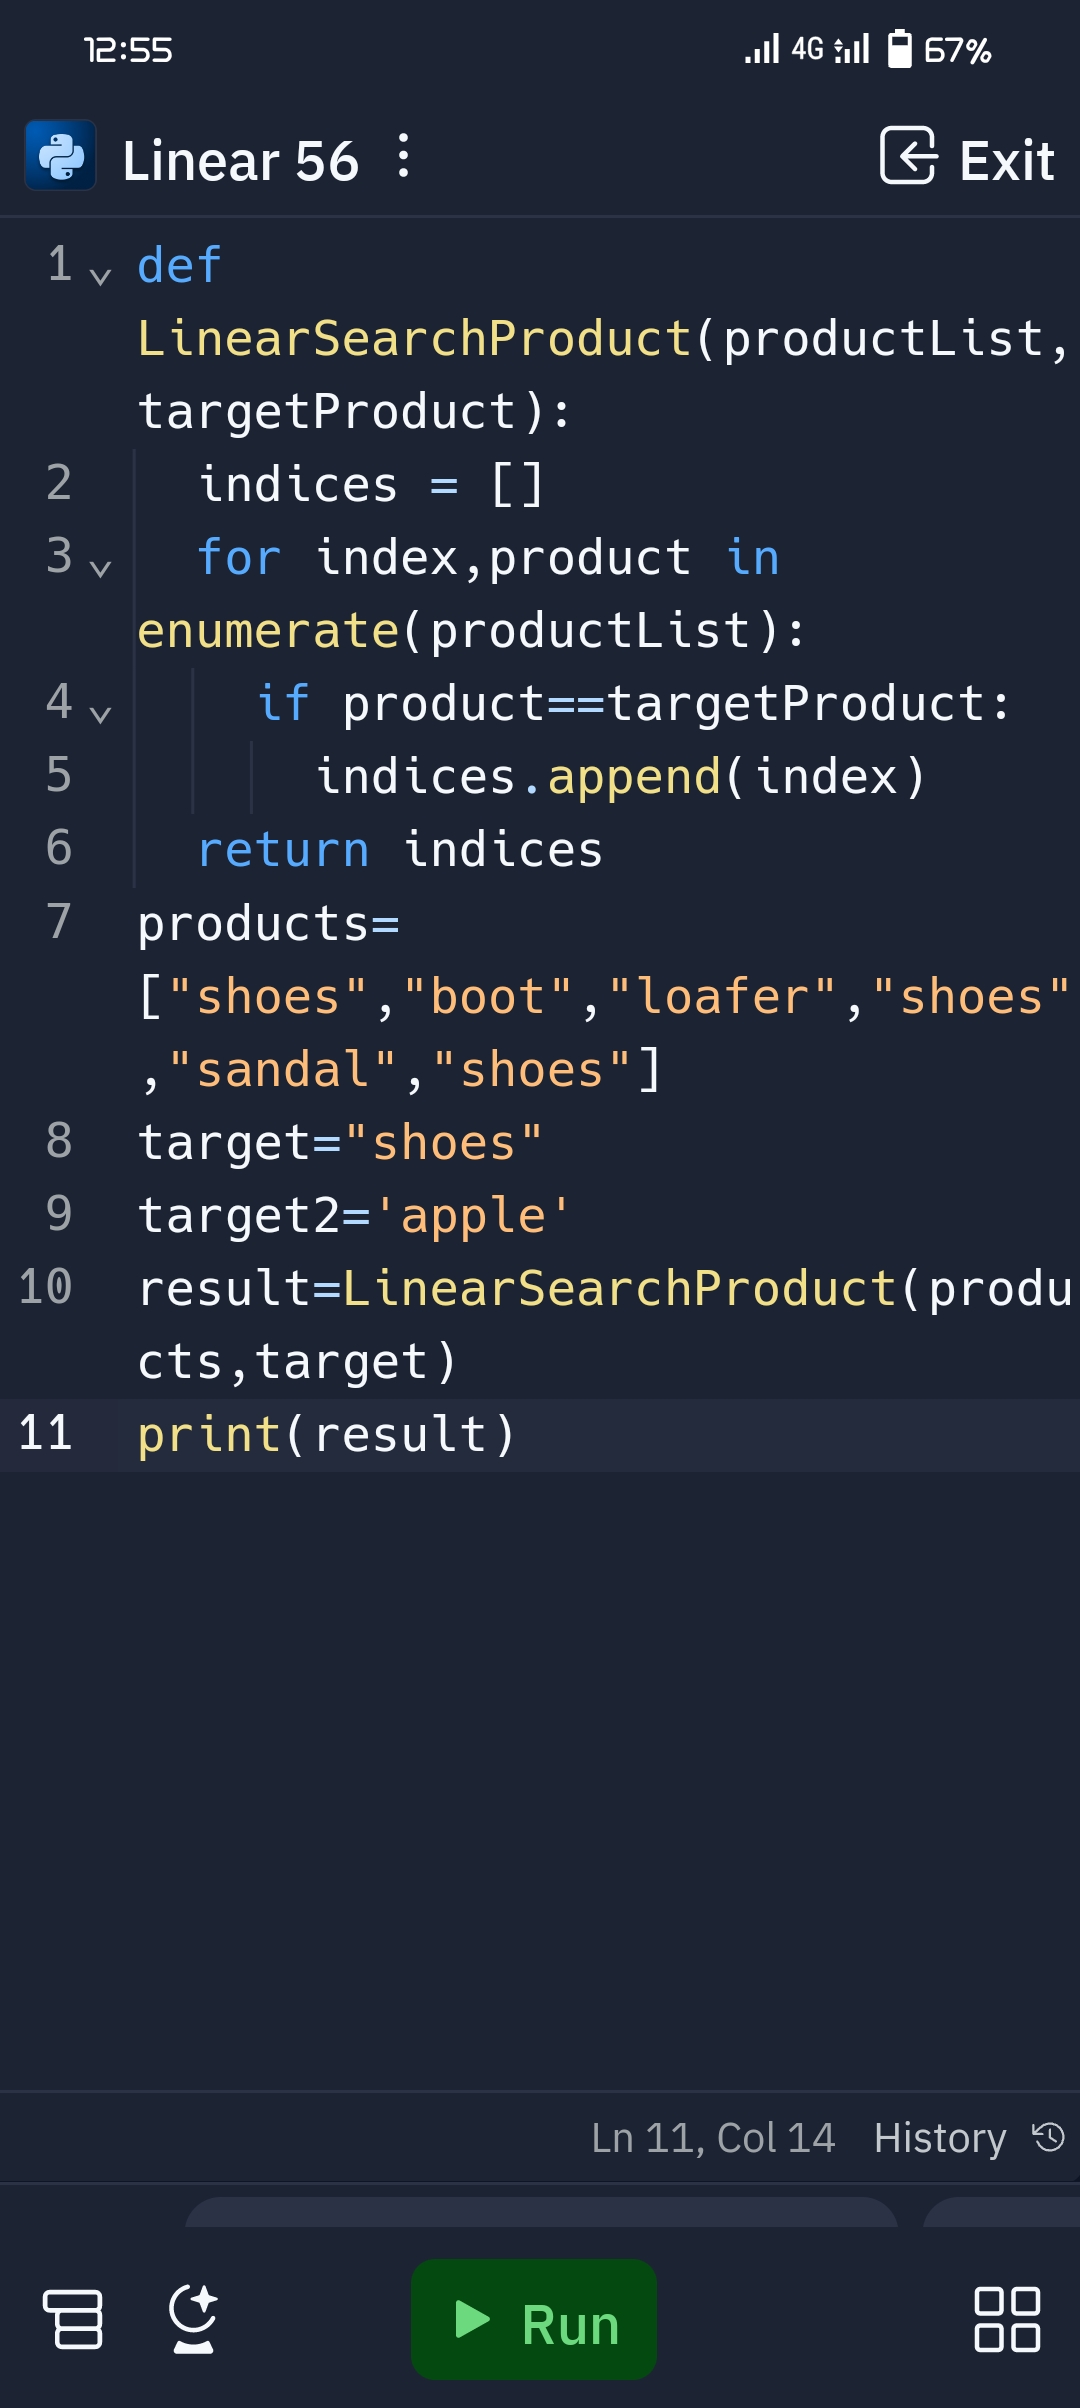 12:55 4G 67%
Linear 56 Exit
1 def
LinearSearchProduct(productList,
targetProduct):
2 indices = []
3 for index,product in
enumerate(productList):
4 if product==targetProduct:
5 indices.append(index)
6 return indices
7 products=
["shoes","boot","loafer","shoes"
,"sandal","shoes"]
8 target="shoes"
9 target2='apple'
10 result=LinearSearchProduct(produ
cts,target)
11 print(result)
Ln 11, Col 14 History
Run